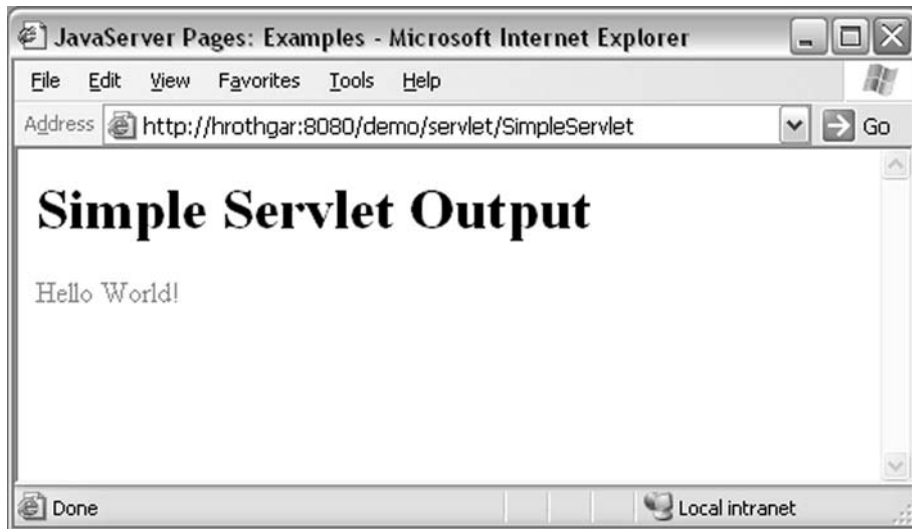 JavaServer Pages: Examples - Microsoft Internet Explorer
File Edit View Favorites Tools Help
Address http://hrothgar:8080/demo/servlet/SimpleServlet Go
Simple Servlet Output
Hello World!
Done Local intranet